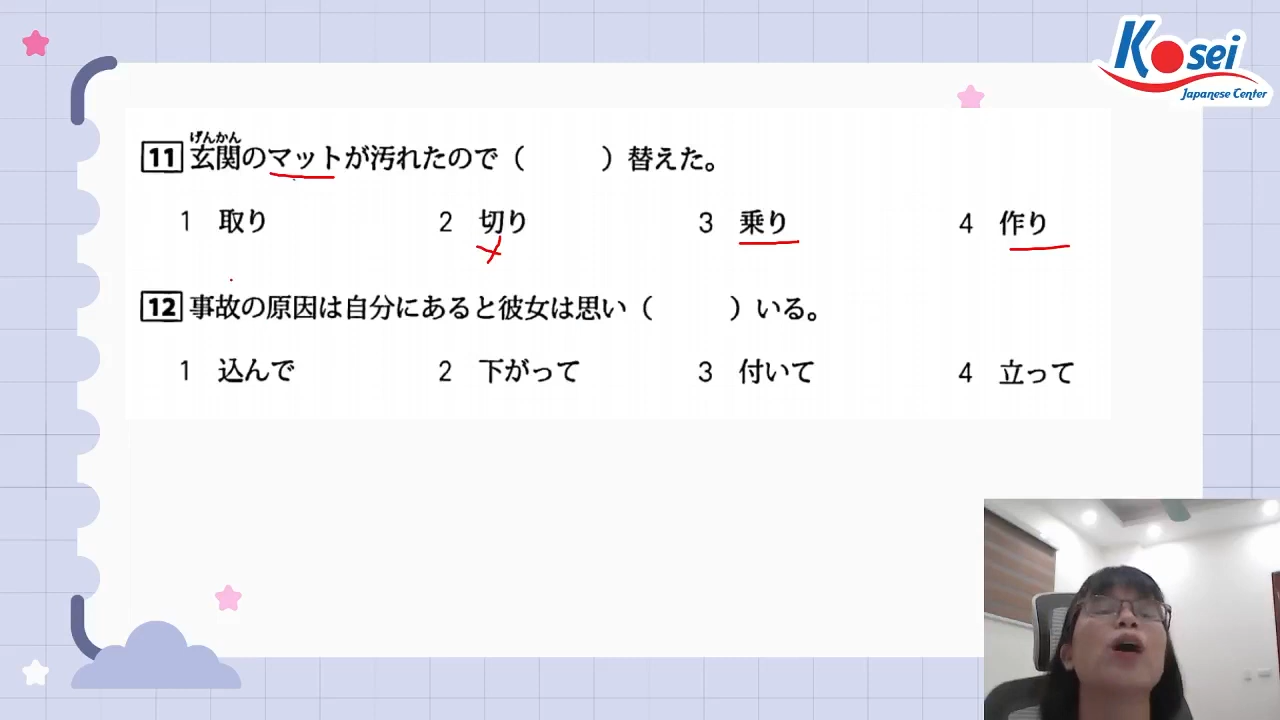 Kosei
Japanese Center
げんかん
11 玄関のマットが汚れたので（　　）替えた。
1 取り 2 切り 3 乗り 4 作り
12 事故の原因は自分にあると彼女は思い（　　）いる。
1 込んで 2 下がって 3 付いて 4 立って